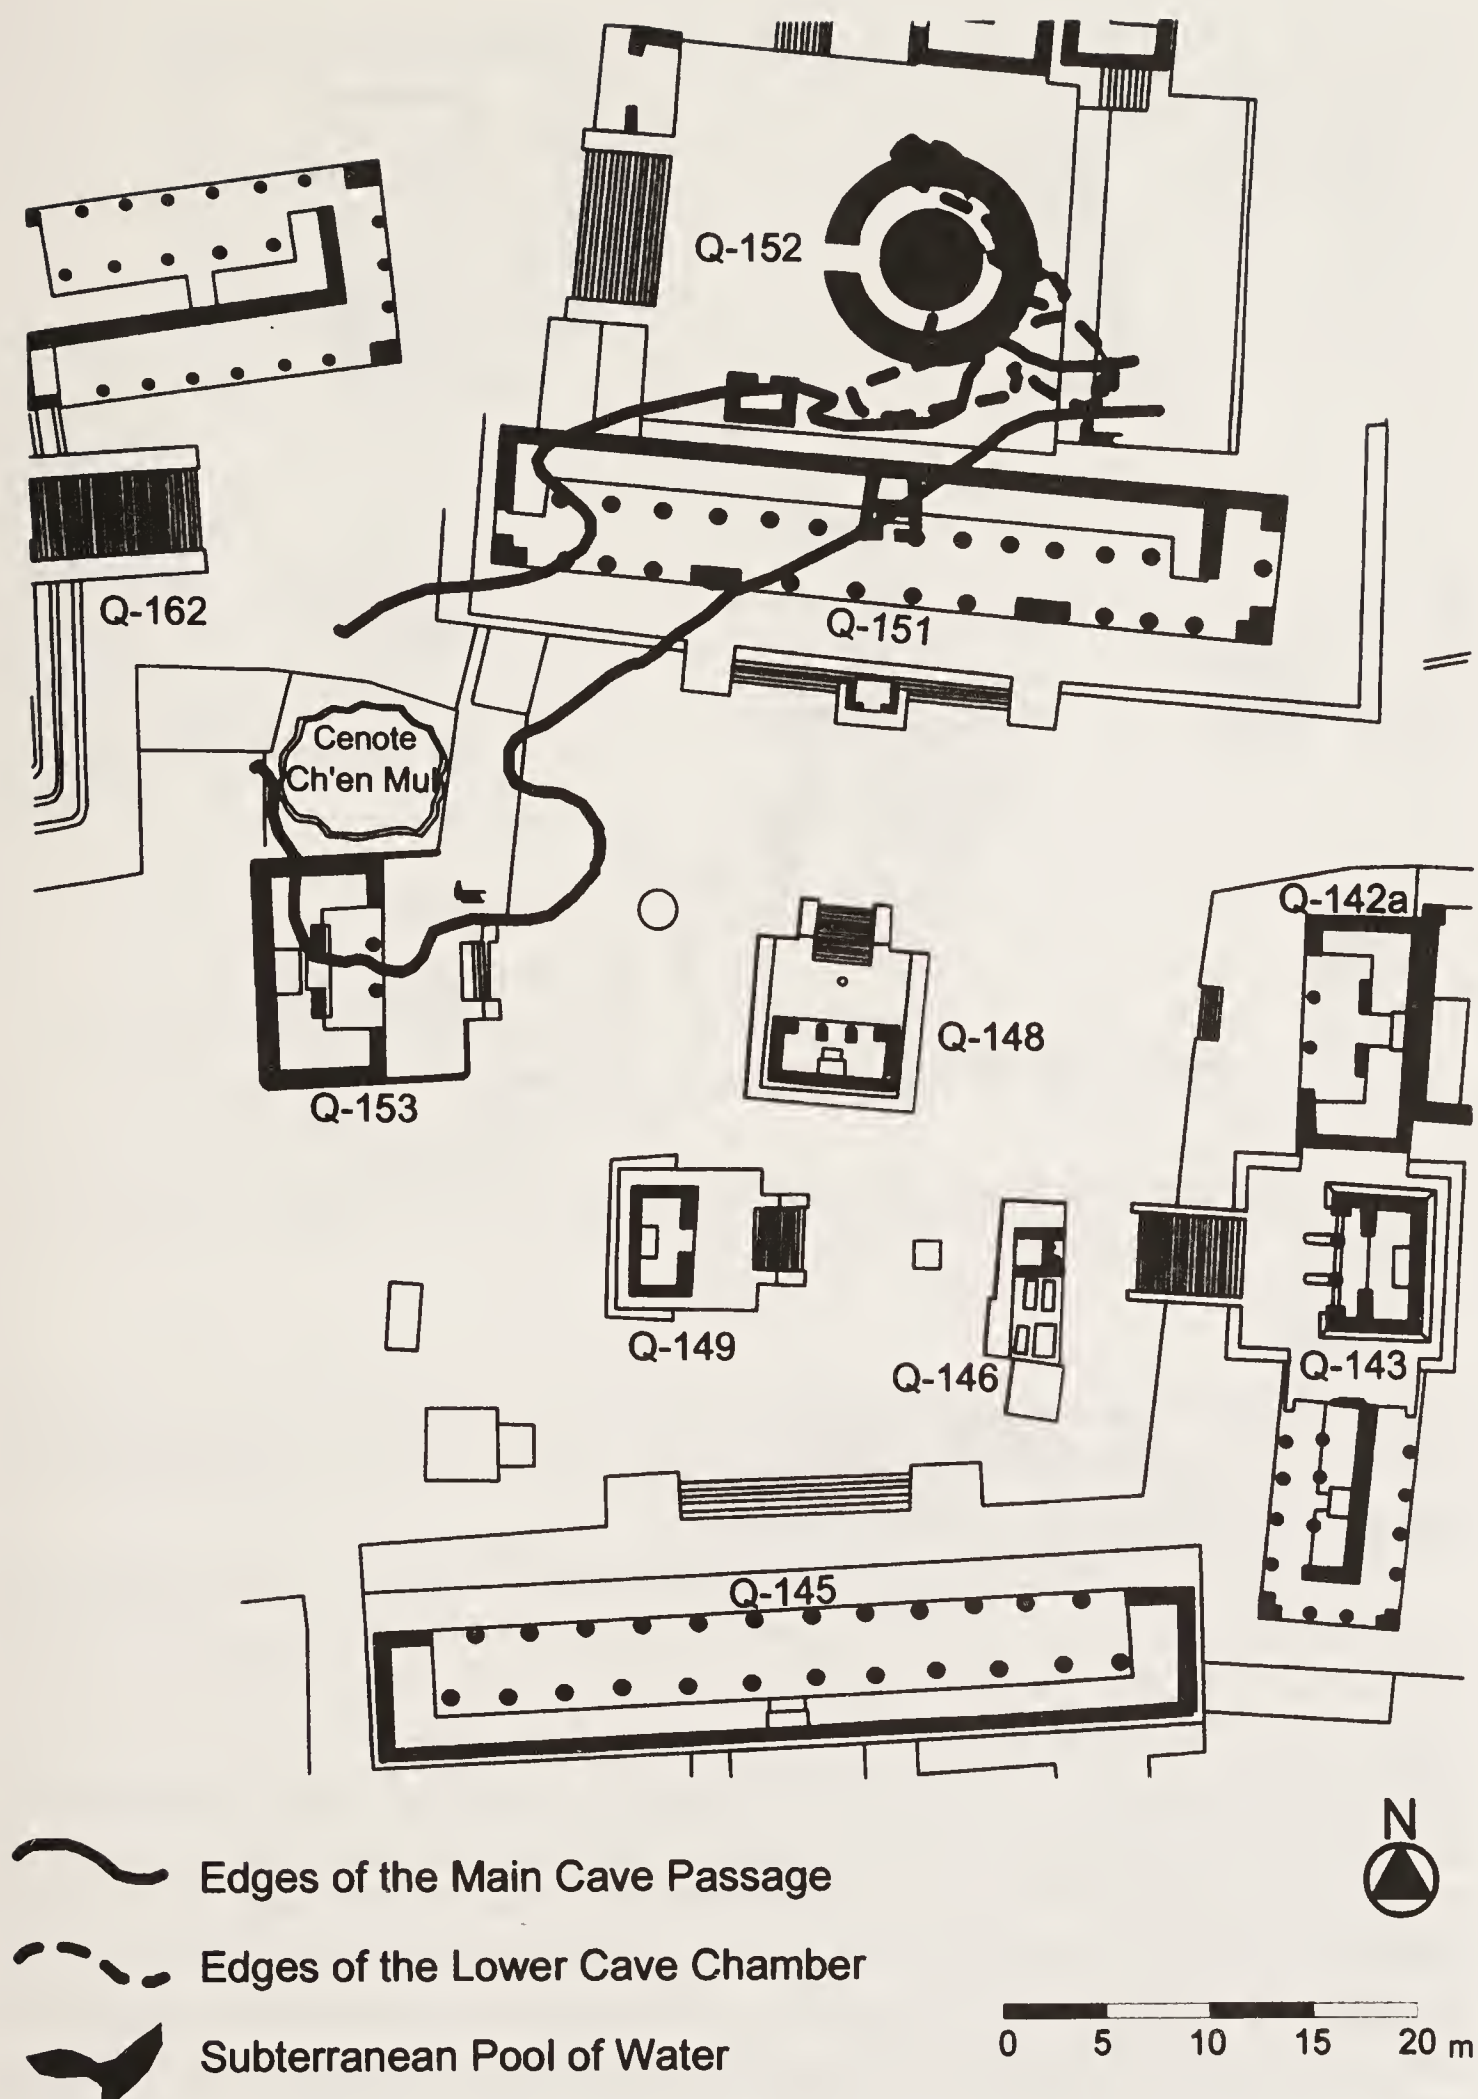 Q-152
Q-162
Q-151
Cenote
Ch'en Mul
Q-142a
Q-148
Q-153
Q-149
Q-146
Q-143
Q-145
N
Edges of the Main Cave Passage
Edges of the Lower Cave Chamber
Subterranean Pool of Water
0 5 10 15 20 m